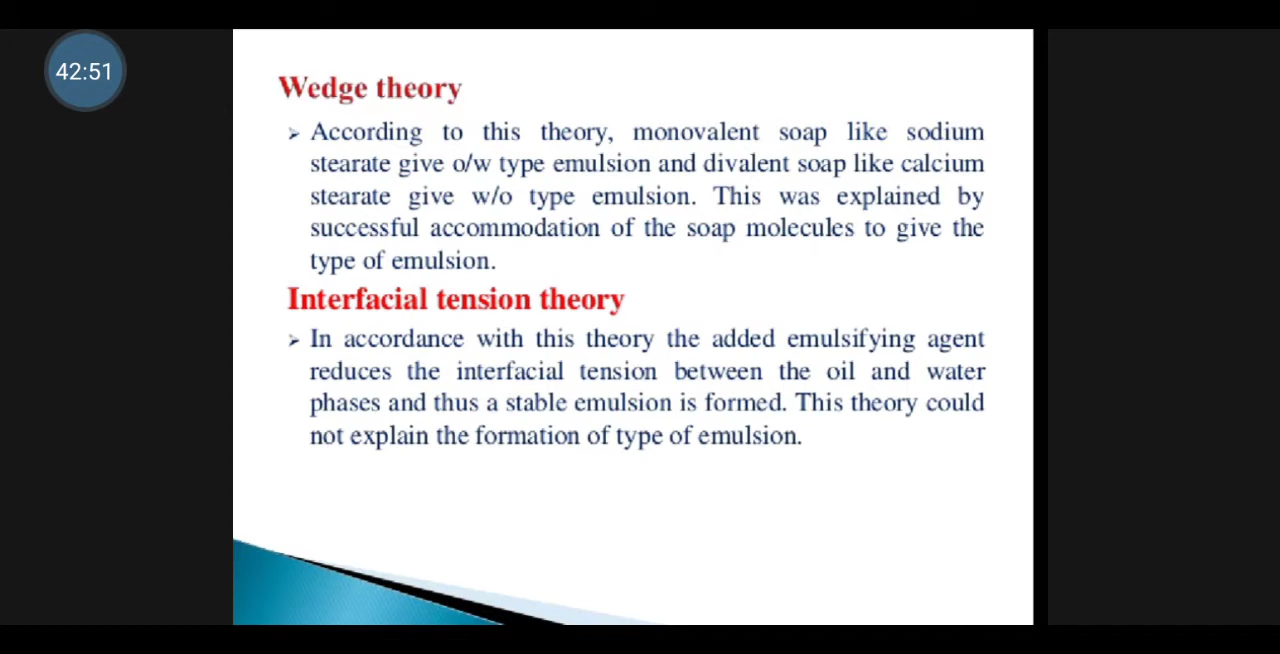 42:51
Wedge theory
➢ According to this theory, monovalent soap like sodium
stearate give o/w type emulsion and divalent soap like calcium
stearate give w/o type emulsion. This was explained by
successful accommodation of the soap molecules to give the
type of emulsion.
Interfacial tension theory
➢ In accordance with this theory the added emulsifying agent
reduces the interfacial tension between the oil and water
phases and thus a stable emulsion is formed. This theory could
not explain the formation of type of emulsion.